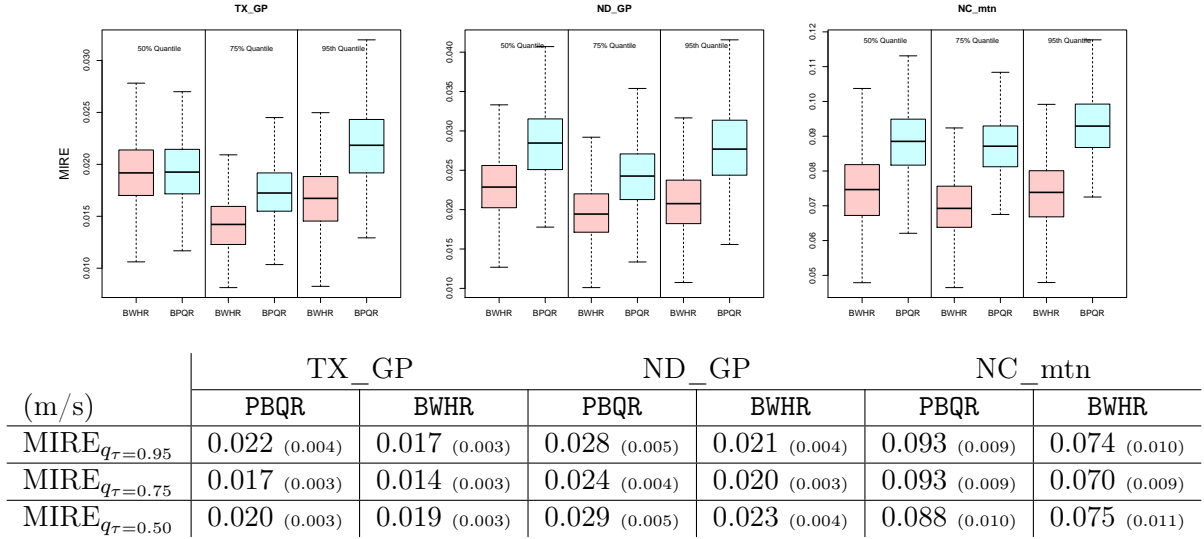 TX_GP
ND_GP
NC_mtn
MIRE
0.010 0.015 0.020 0.025 0.030
50% Quantile 75% Quantile 95th Quantile
BWHR BPQR BWHR BPQR BWHR BPQR
0.010 0.015 0.020 0.025 0.030 0.035 0.040
50% Quantile 75% Quantile 95th Quantile
BWHR BPQR BWHR BPQR BWHR BPQR
0.05 0.06 0.07 0.08 0.09 0.10 0.11 0.12
50% Quantile 75% Quantile 95th Quantile
BWHR BPQR BWHR BPQR BWHR BPQR
TX_GP ND_GP NC_mtn
(m/s) PBQR BWHR PBQR BWHR PBQR BWHR
MIRE_{q_{τ=0.95}} 0.022 (0.004) 0.017 (0.003) 0.028 (0.005) 0.021 (0.004) 0.093 (0.009) 0.074 (0.010)
MIRE_{q_{τ=0.75}} 0.017 (0.003) 0.014 (0.003) 0.024 (0.004) 0.020 (0.003) 0.093 (0.009) 0.070 (0.009)
MIRE_{q_{τ=0.50}} 0.020 (0.003) 0.019 (0.003) 0.029 (0.005) 0.023 (0.004) 0.088 (0.010) 0.075 (0.011)